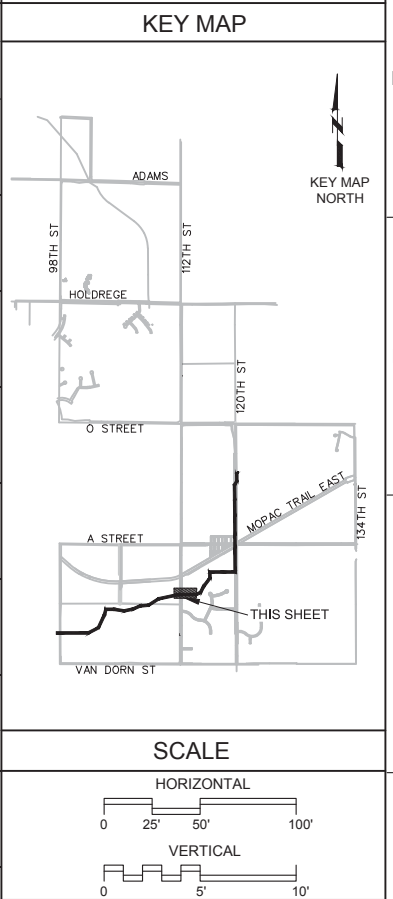 KEY MAP
N
KEY MAP
NORTH
ADAMS
98TH ST
112TH ST
HOLDREGE
120TH ST
O STREET
MOPAC TRAIL EAST
134TH ST
A STREET
THIS SHEET
VAN DORN ST
SCALE
HORIZONTAL
0 25' 50' 100'
VERTICAL
0 5' 10'